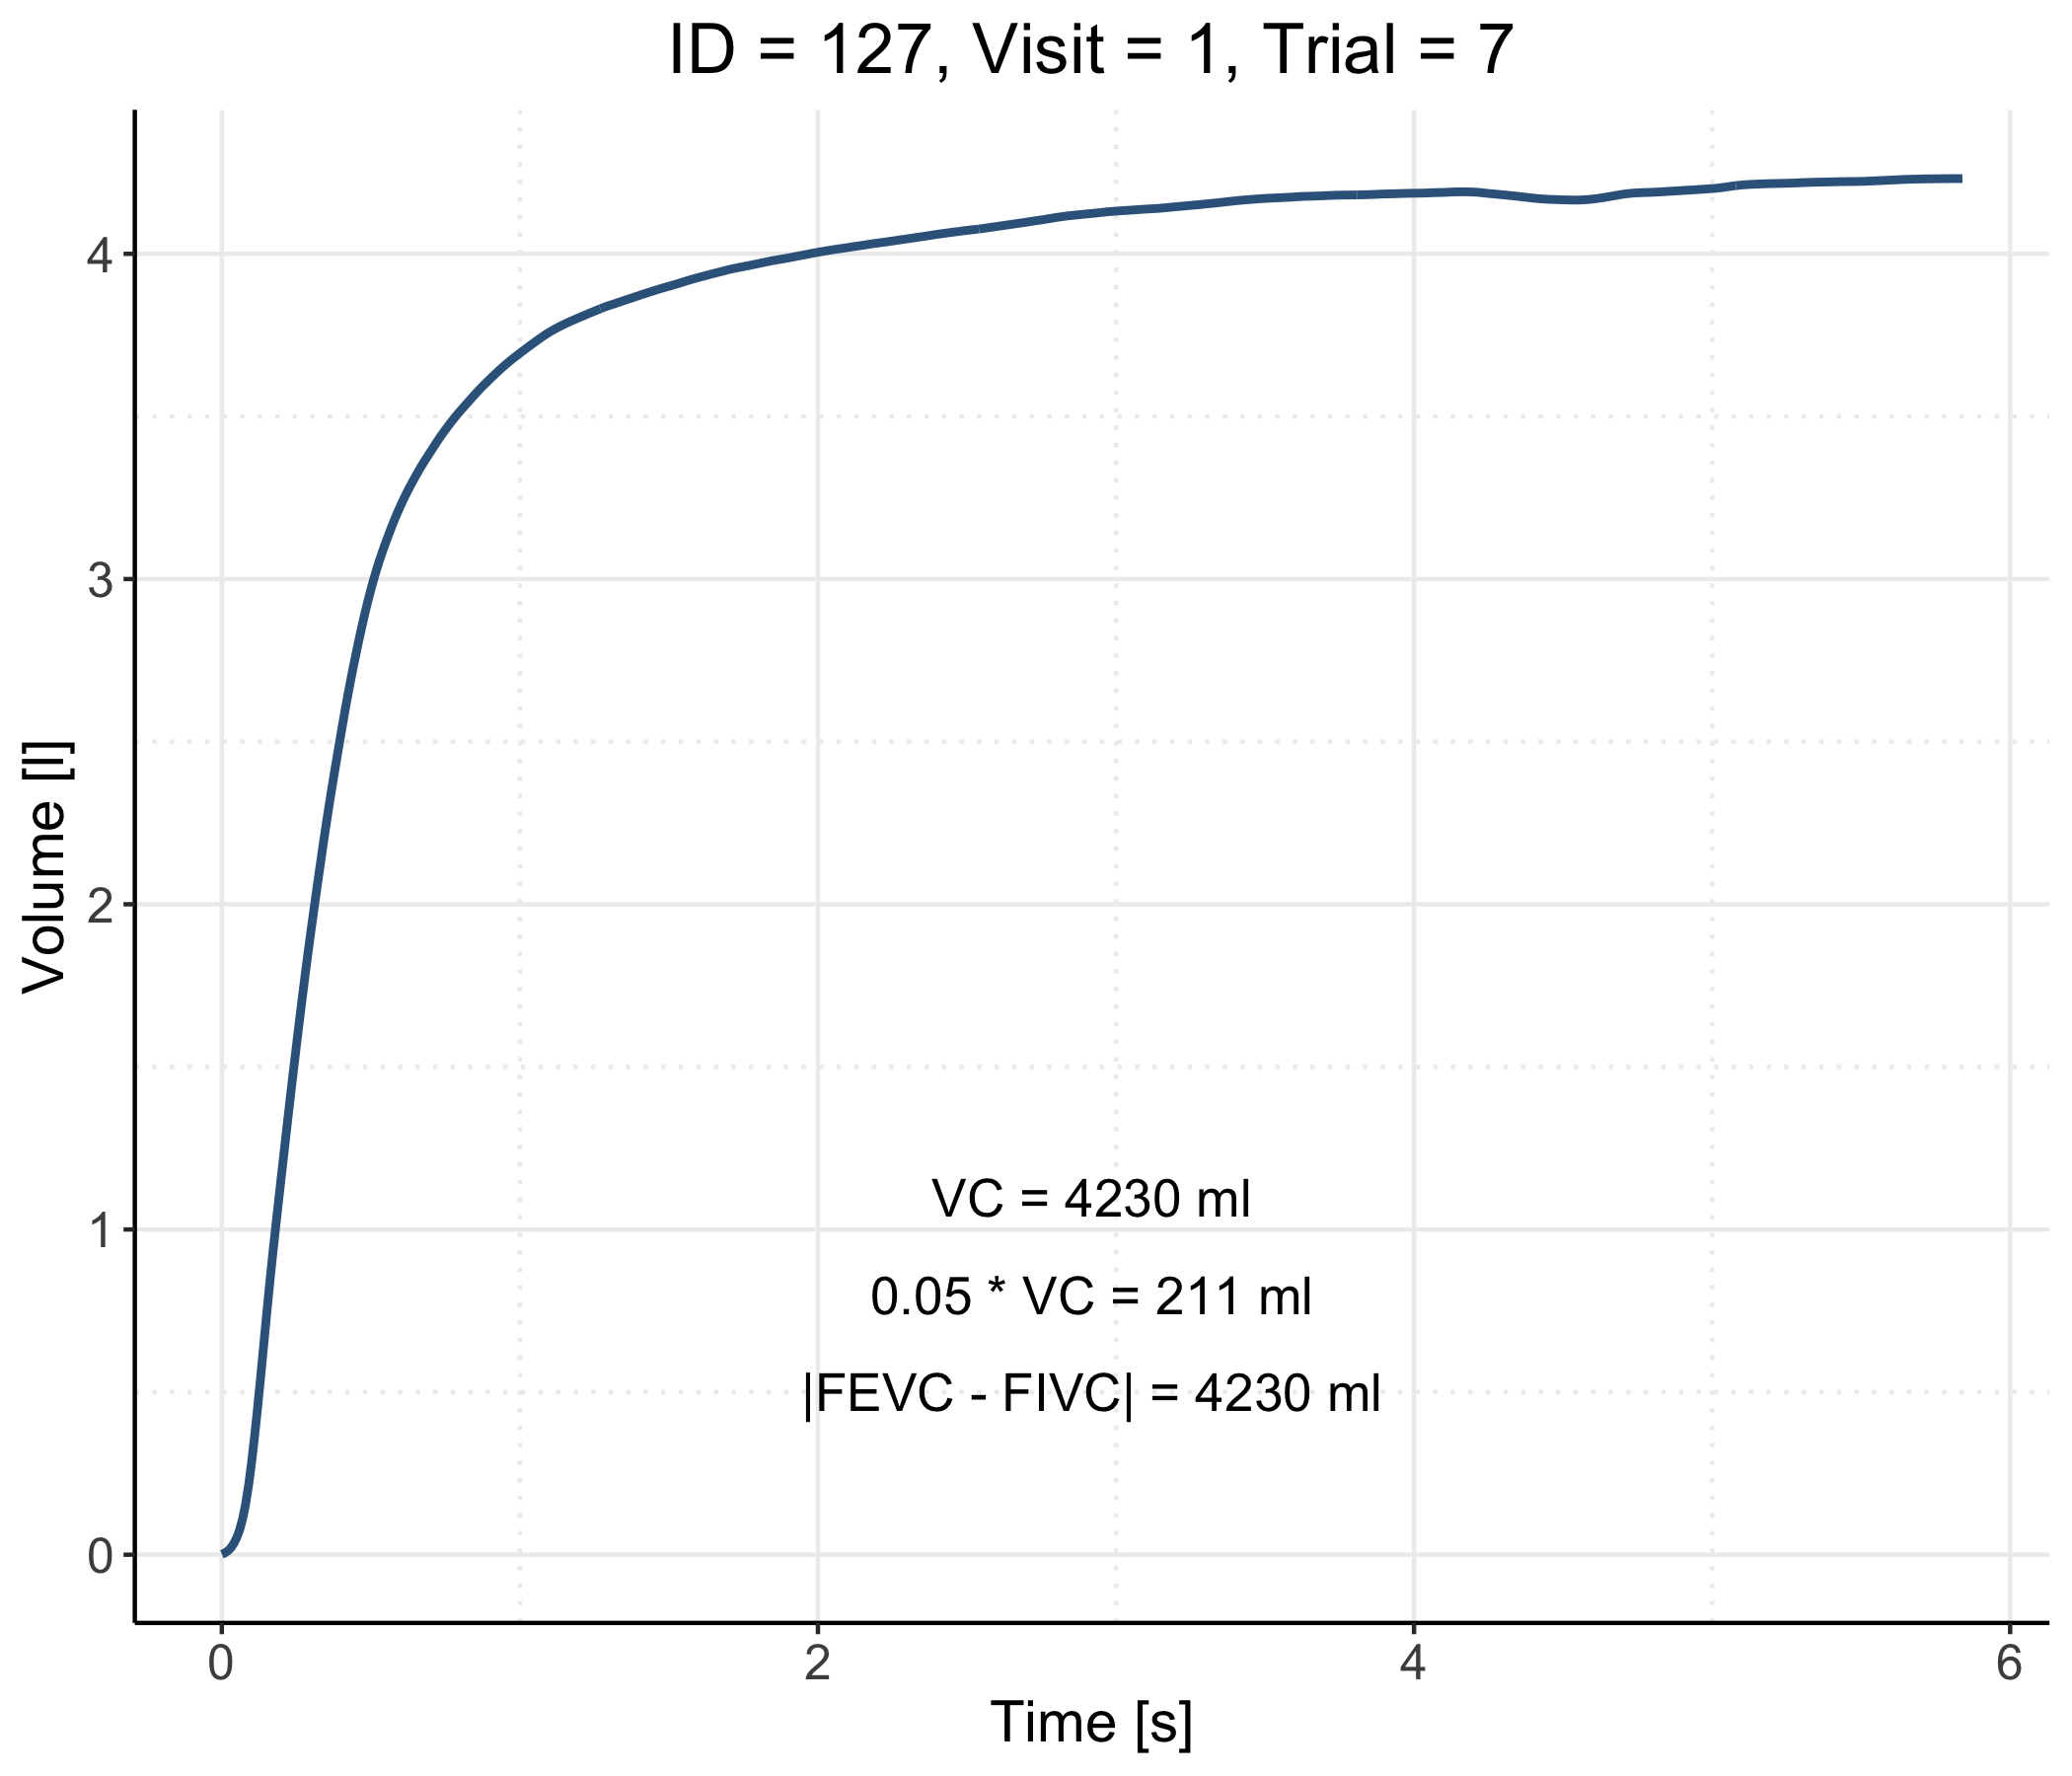 ID = 127, Visit = 1, Trial = 7
4
3
2
1
0
Volume [l]
VC = 4230 ml
0.05 * VC = 211 ml
|FEVC - FIVC| = 4230 ml
0 2 4 6
Time [s]